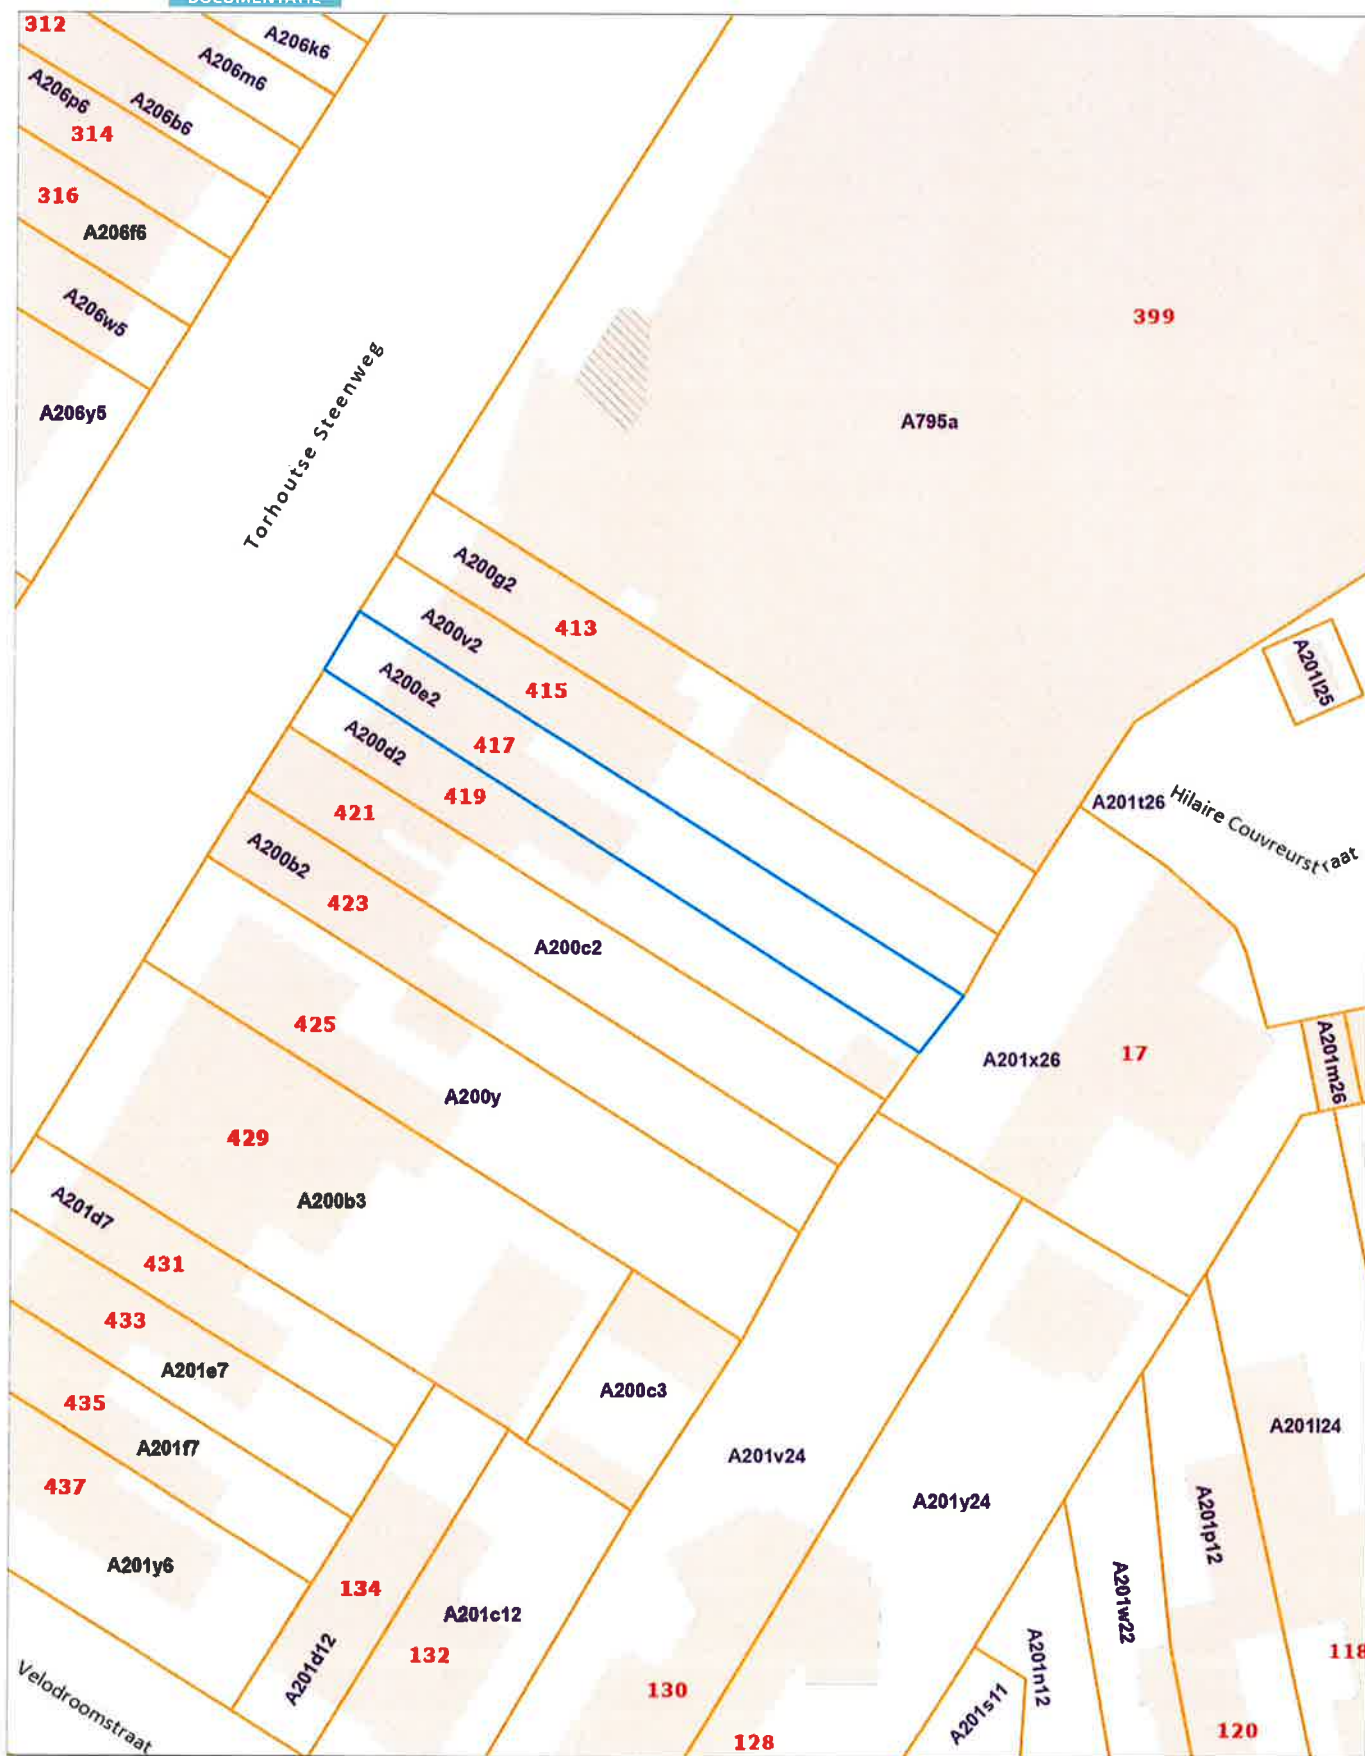 DOCUMENTATIE
312
A206k6
A206m6
A206p6
A206b6
314
316
A206f6
A206w5
A206y5
Torhoutse Steenweg
399
A795a
A200g2
413
A200v2
415
A200e2
417
A200d2
419
421
A200b2
423
A200c2
A201l25
A201t26
Hilaire Couvreurstraat
425
A200y
A201x26
17
A201m26
429
A200b3
A201d7
431
433
A201e7
435
A201f7
437
A201y6
A200c3
A201v24
A201y24
A201l24
A201p12
A201w22
134
A201c12
132
A201d12
130
128
A201n12
A201s11
118
120
Velodroomstraat